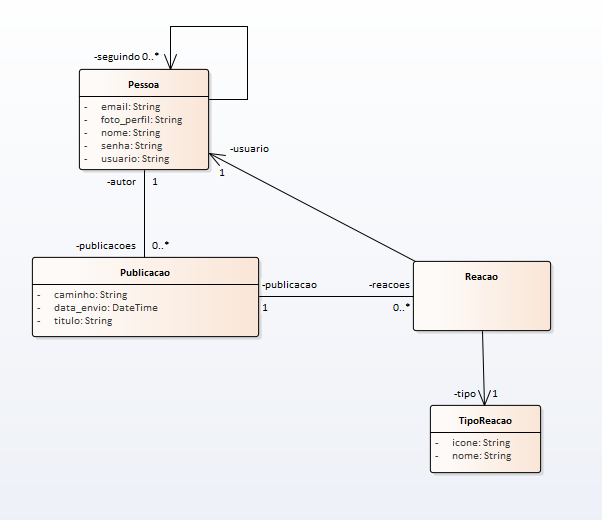 -seguindo 0..*
Pessoa
- email: String
- foto_perfil: String
- nome: String
- senha: String
- usuario: String
-usuario
1
-autor 1
-publicacoes 0..*
Publicacao
- caminho: String
- data_envio: DateTime
- titulo: String
-publicacao
1
-reacoes
0..*
Reacao
-tipo 1
TipoReacao
- icone: String
- nome: String